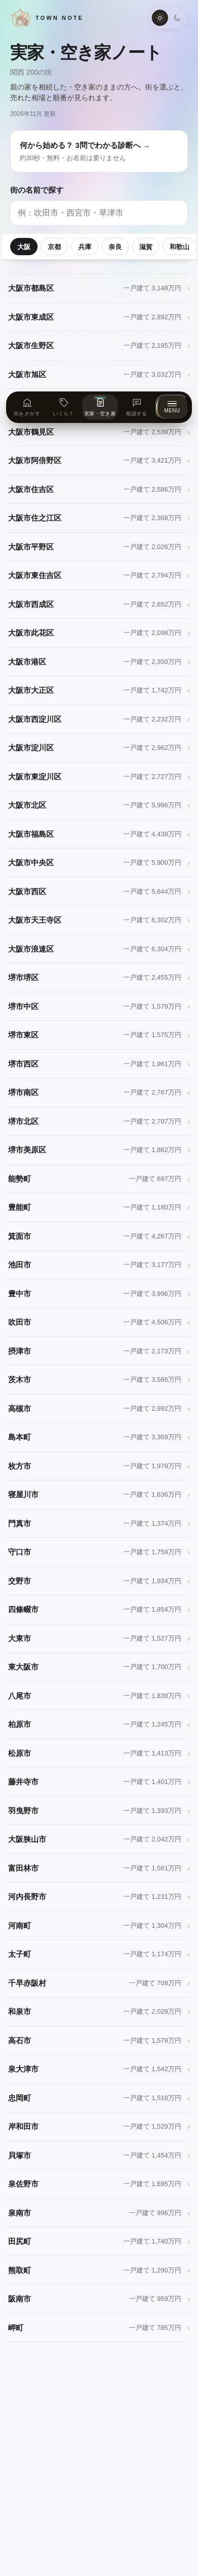 TOWN NOTE
実家・空き家ノート
関西 200の街
親の家を相続した・空き家のままの方へ。街を選ぶと、
売れた相場と順番が見られます。
2026年11月 更新
何から始める？ 3問でわかる診断へ →
約30秒・無料・お名前は要りません
街の名前で探す
例：吹田市・西宮市・草津市
大阪 京都 兵庫 奈良 滋賀 和歌山
大阪市都島区 一戸建て 3,148万円 ›
大阪市東成区 一戸建て 2,892万円 ›
大阪市生野区 一戸建て 2,185万円 ›
大阪市旭区 一戸建て 3,032万円 ›
街をさがす いくら？ 実家・空き家 相談する MENU
大阪市鶴見区 一戸建て 2,539万円 ›
大阪市阿倍野区 一戸建て 3,421万円 ›
大阪市住吉区 一戸建て 2,586万円 ›
大阪市住之江区 一戸建て 2,368万円 ›
大阪市平野区 一戸建て 2,026万円 ›
大阪市東住吉区 一戸建て 2,794万円 ›
大阪市西成区 一戸建て 2,652万円 ›
大阪市此花区 一戸建て 2,098万円 ›
大阪市港区 一戸建て 2,350万円 ›
大阪市大正区 一戸建て 1,742万円 ›
大阪市西淀川区 一戸建て 2,232万円 ›
大阪市淀川区 一戸建て 2,962万円 ›
大阪市東淀川区 一戸建て 2,727万円 ›
大阪市北区 一戸建て 5,996万円 ›
大阪市福島区 一戸建て 4,438万円 ›
大阪市中央区 一戸建て 5,900万円 ›
大阪市西区 一戸建て 5,644万円 ›
大阪市天王寺区 一戸建て 6,302万円 ›
大阪市浪速区 一戸建て 6,304万円 ›
堺市堺区 一戸建て 2,455万円 ›
堺市中区 一戸建て 1,579万円 ›
堺市東区 一戸建て 1,575万円 ›
堺市西区 一戸建て 1,961万円 ›
堺市南区 一戸建て 2,767万円 ›
堺市北区 一戸建て 2,707万円 ›
堺市美原区 一戸建て 1,862万円 ›
能勢町 一戸建て 697万円 ›
豊能町 一戸建て 1,180万円 ›
箕面市 一戸建て 4,267万円 ›
池田市 一戸建て 3,177万円 ›
豊中市 一戸建て 3,996万円 ›
吹田市 一戸建て 4,506万円 ›
摂津市 一戸建て 2,173万円 ›
茨木市 一戸建て 3,566万円 ›
高槻市 一戸建て 2,992万円 ›
島本町 一戸建て 3,369万円 ›
枚方市 一戸建て 1,979万円 ›
寝屋川市 一戸建て 1,636万円 ›
門真市 一戸建て 1,374万円 ›
守口市 一戸建て 1,759万円 ›
交野市 一戸建て 1,934万円 ›
四條畷市 一戸建て 1,854万円 ›
大東市 一戸建て 1,527万円 ›
東大阪市 一戸建て 1,700万円 ›
八尾市 一戸建て 1,838万円 ›
柏原市 一戸建て 1,245万円 ›
松原市 一戸建て 1,413万円 ›
藤井寺市 一戸建て 1,401万円 ›
羽曳野市 一戸建て 1,393万円 ›
大阪狭山市 一戸建て 2,042万円 ›
富田林市 一戸建て 1,561万円 ›
河内長野市 一戸建て 1,231万円 ›
河南町 一戸建て 1,304万円 ›
太子町 一戸建て 1,174万円 ›
千早赤阪村 一戸建て 708万円 ›
和泉市 一戸建て 2,028万円 ›
高石市 一戸建て 1,579万円 ›
泉大津市 一戸建て 1,542万円 ›
忠岡町 一戸建て 1,518万円 ›
岸和田市 一戸建て 1,529万円 ›
貝塚市 一戸建て 1,454万円 ›
泉佐野市 一戸建て 1,695万円 ›
泉南市 一戸建て 996万円 ›
田尻町 一戸建て 1,740万円 ›
熊取町 一戸建て 1,290万円 ›
阪南市 一戸建て 959万円 ›
岬町 一戸建て 785万円 ›